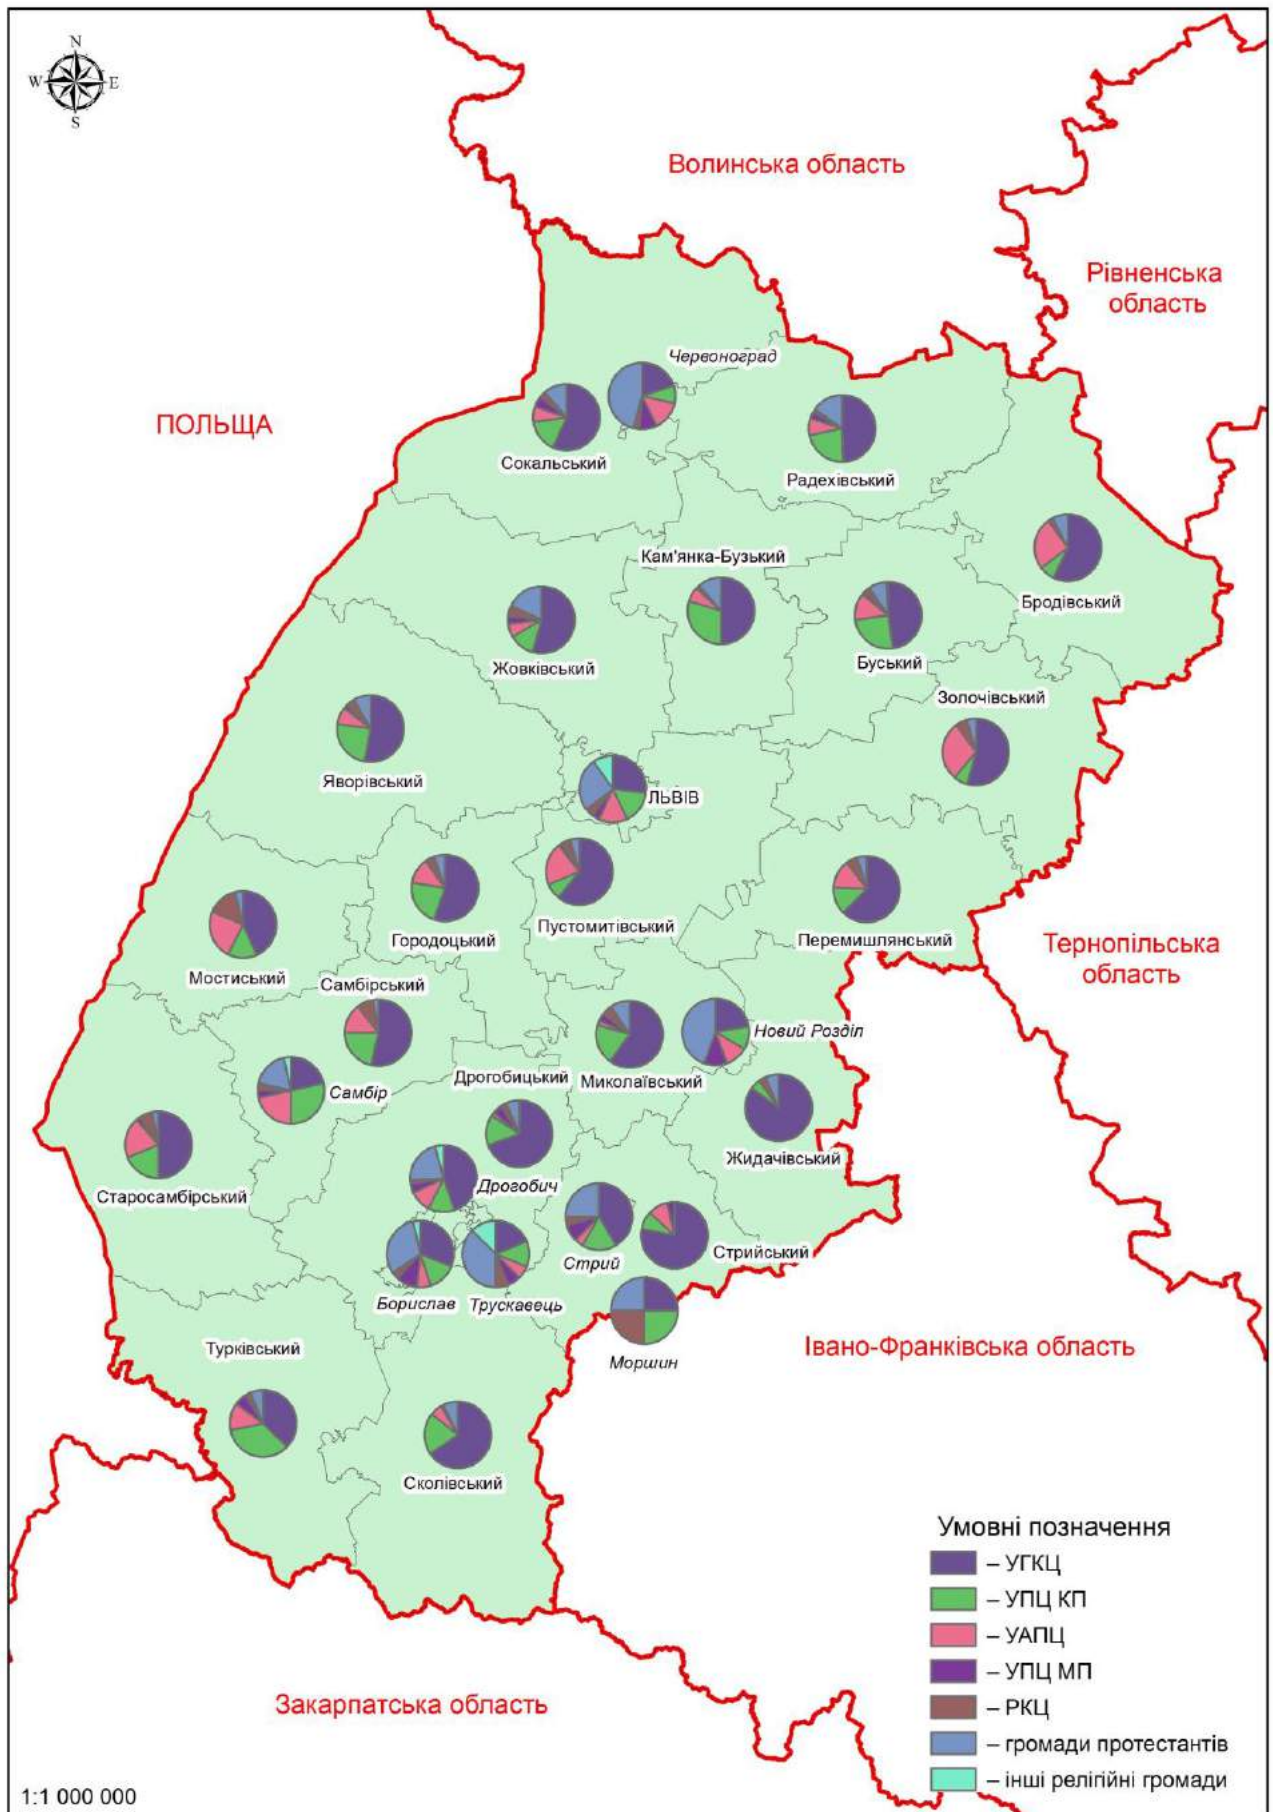 N
W
E
S
Волинська область
Рівненська
область
ПОЛЬЩА
Червоноград
Сокальський
Радехівський
Кам'янка-Бузький
Бродівський
Жовківський
Буський
Золочівський
Яворівський
ЛЬВІВ
Городоцький
Пустомитівський
Перемишлянський
Тернопільська
область
Мостиський
Самбірський
Новий Розділ
Миколаївський
Дрогобицький
Самбір
Жидачівський
Старосамбірський
Дрогобич
Стрий
Стрийський
Борислав
Трускавець
Моршин
Турківський
Івано-Франківська область
Сколівський
Умовні позначення
– УГКЦ
– УПЦ КП
– УАПЦ
– УПЦ МП
– РКЦ
– громади протестантів
– інші релігійні громади
Закарпатська область
1:1 000 000